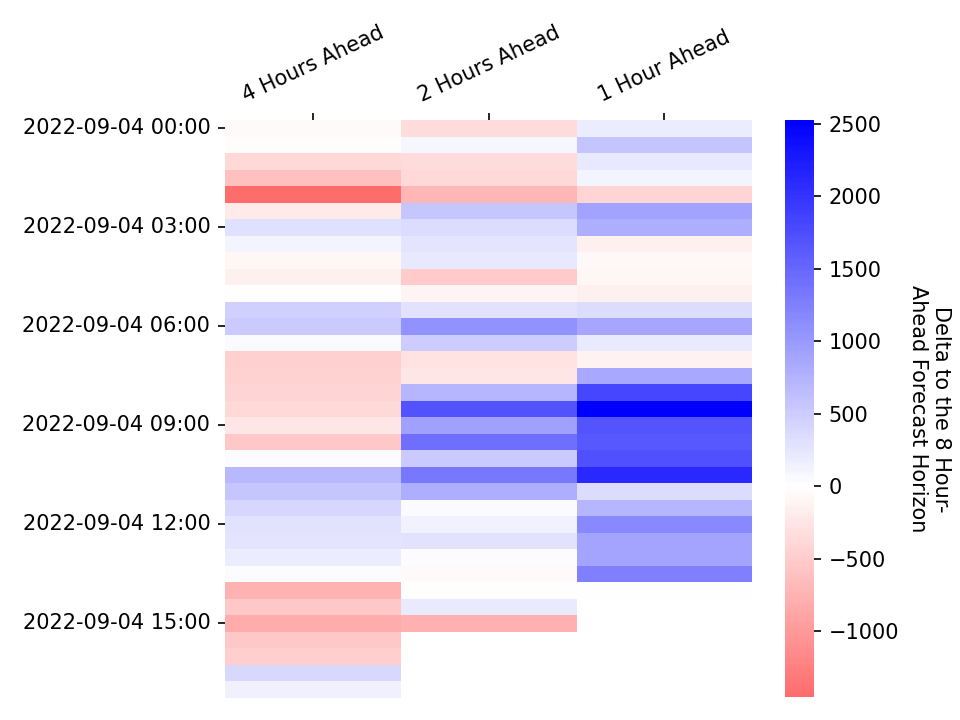 4 Hours Ahead
2 Hours Ahead
1 Hour Ahead
2022-09-04 00:00
2022-09-04 03:00
2022-09-04 06:00
2022-09-04 09:00
2022-09-04 12:00
2022-09-04 15:00
2500
2000
1500
1000
500
0
−500
−1000
Delta to the 8 Hour-
Ahead Forecast Horizon